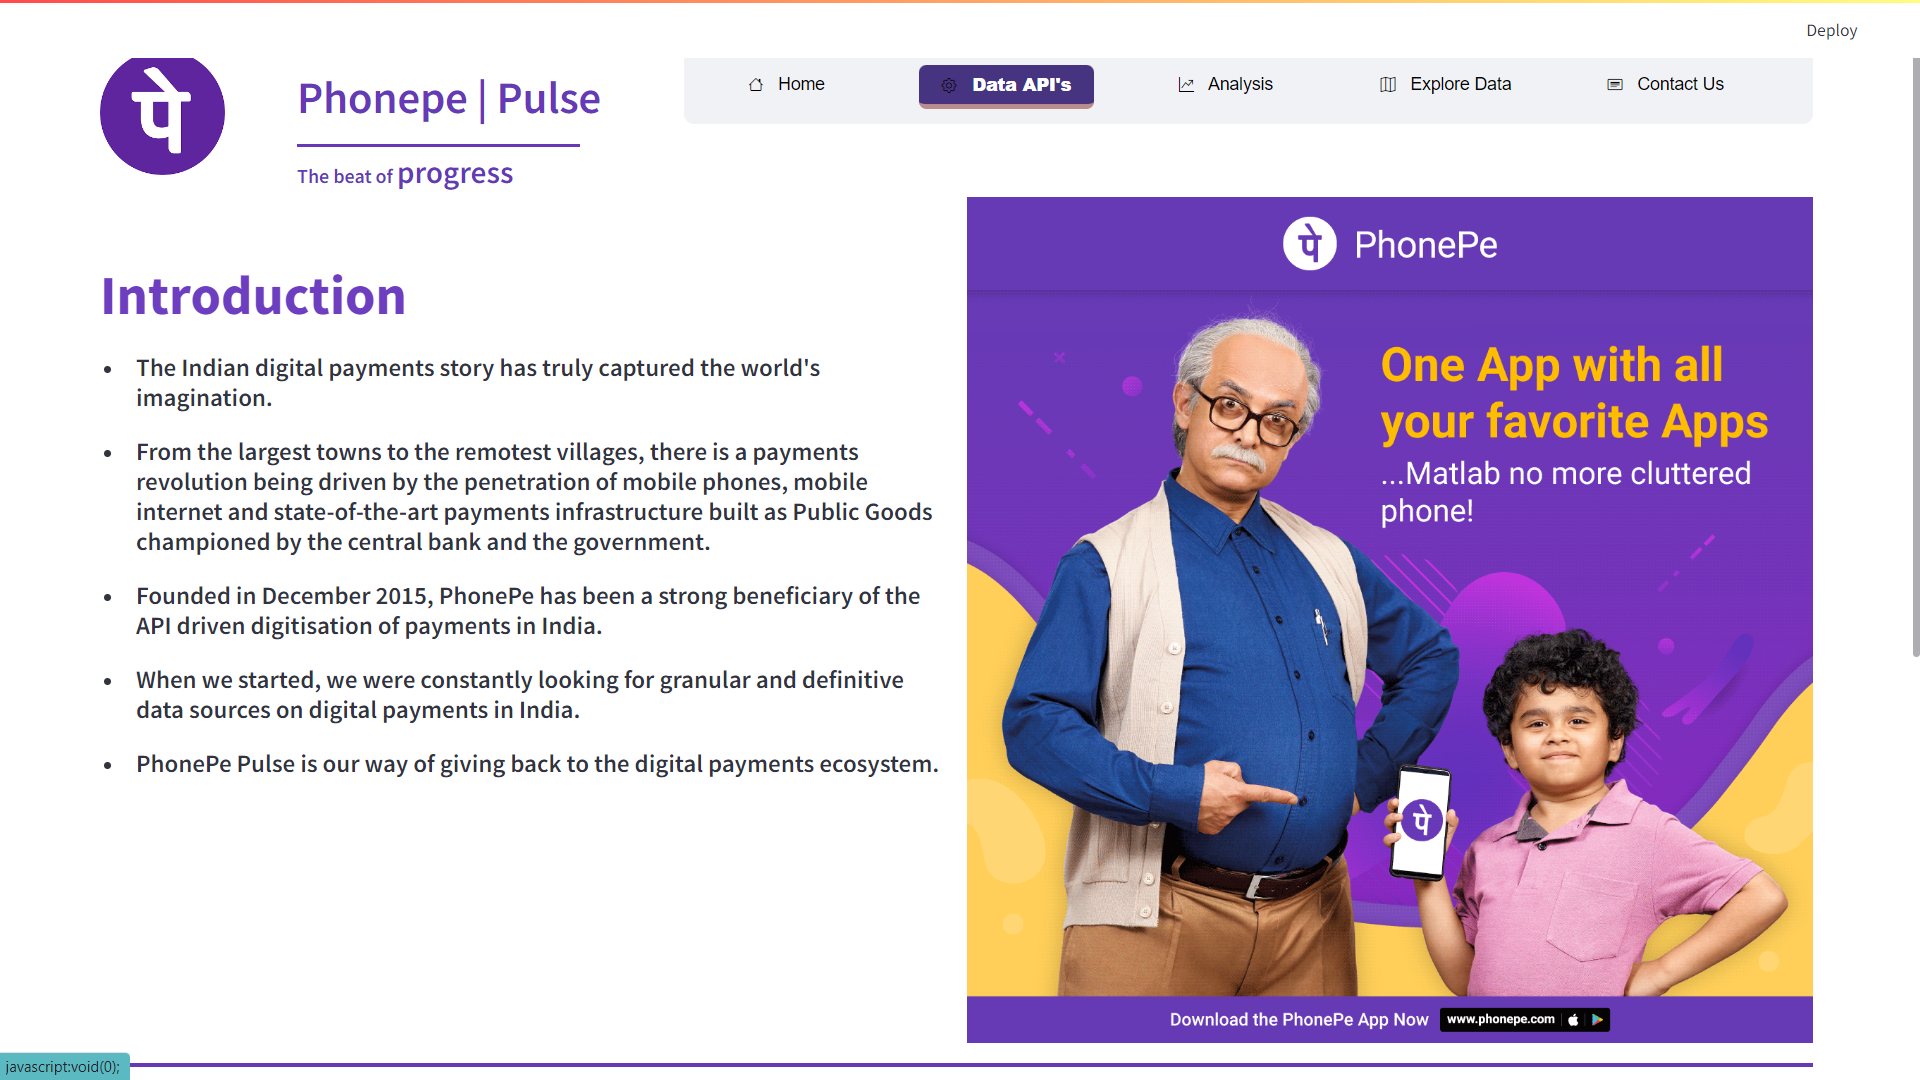 Deploy
पे
Phonepe | Pulse
The beat of progress
Home
Data API's
Analysis
Explore Data
Contact Us
Introduction
• The Indian digital payments story has truly captured the world's
imagination.
• From the largest towns to the remotest villages, there is a payments
revolution being driven by the penetration of mobile phones, mobile
internet and state-of-the-art payments infrastructure built as Public Goods
championed by the central bank and the government.
• Founded in December 2015, PhonePe has been a strong beneficiary of the
API driven digitisation of payments in India.
• When we started, we were constantly looking for granular and definitive
data sources on digital payments in India.
• PhonePe Pulse is our way of giving back to the digital payments ecosystem.
पे PhonePe
One App with all
your favorite Apps
...Matlab no more cluttered
phone!
पे
Download the PhonePe App Now www.phonepe.com
javascript:void(0);